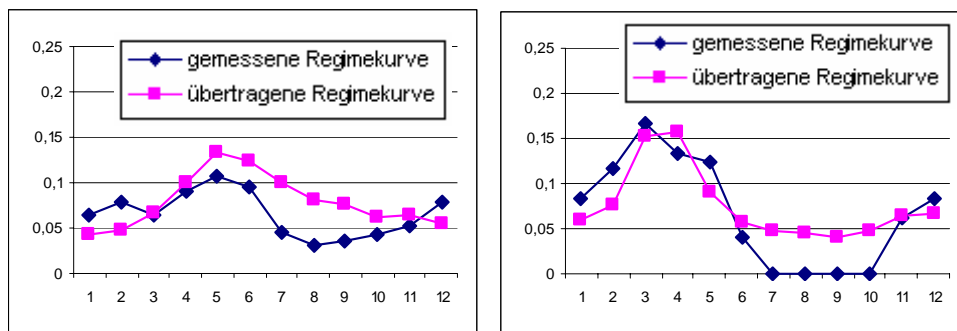 0,25
0,2
0,15
0,1
0,05
0
gemessene Regimekurve
übertragene Regimekurve
1 2 3 4 5 6 7 8 9 10 11 12
0,25
0,2
0,15
0,1
0,05
0
gemessene Regimekurve
übertragene Regimekurve
1 2 3 4 5 6 7 8 9 10 11 12